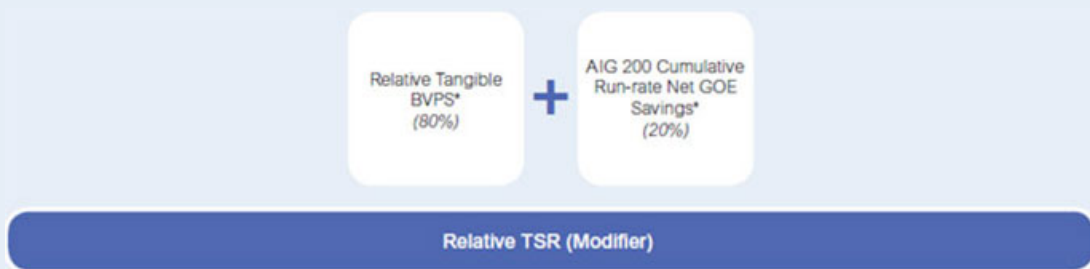 Relative Tangible
BVPS*
(80%)
+
AIG 200 Cumulative
Run-rate Net GOE
Savings*
(20%)
Relative TSR (Modifier)